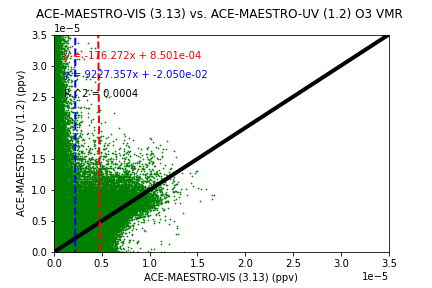 ACE-MAESTRO-VIS (3.13) vs. ACE-MAESTRO-UV (1.2) O3 VMR
1e−5
3.5
3.0
2.5
2.0
1.5
1.0
0.5
0.0
ACE-MAESTRO-UV (1.2) (ppv)
y = -176.272x + 8.501e-04
y = 9227.357x + -2.050e-02
R^2 = 0.0004
0.0 0.5 1.0 1.5 2.0 2.5 3.0 3.5
ACE-MAESTRO-VIS (3.13) (ppv)
1e−5